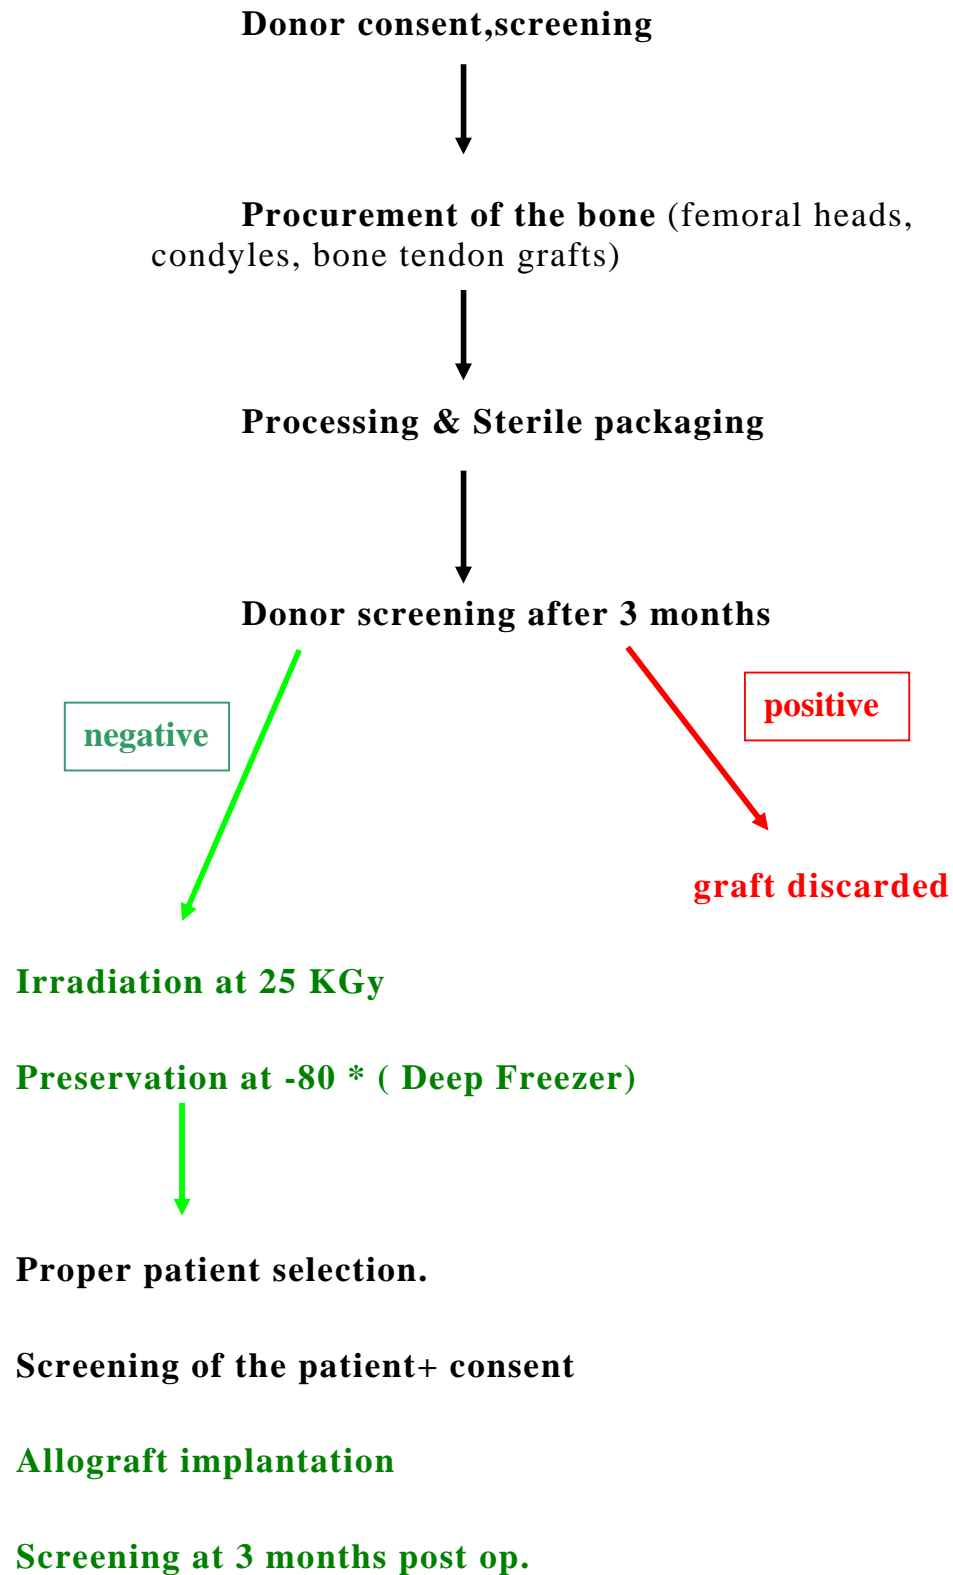 Donor consent,screening
Procurement of the bone (femoral heads,
condyles, bone tendon grafts)
Processing & Sterile packaging
Donor screening after 3 months
positive
negative
graft discarded
Irradiation at 25 KGy
Preservation at -80 * ( Deep Freezer)
Proper patient selection.
Screening of the patient+ consent
Allograft implantation
Screening at 3 months post op.